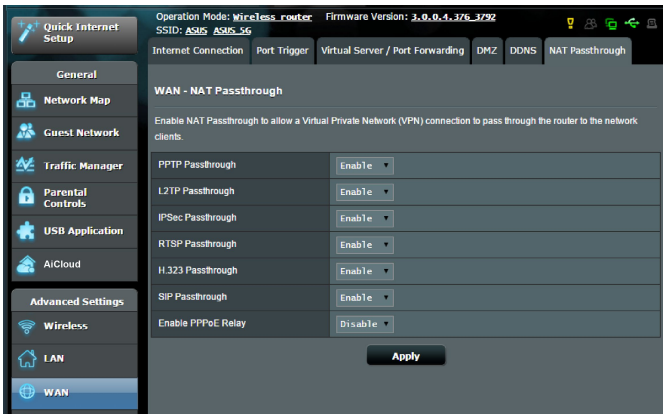 Quick Internet
Setup
Operation Mode: Wireless router Firmware Version: 3.0.0.4.376_3792
SSID: ASUS ASUS_5G
Internet Connection Port Trigger Virtual Server / Port Forwarding DMZ DDNS NAT Passthrough
General
Network Map
Guest Network
Traffic Manager
Parental
Controls
USB Application
AiCloud
Advanced Settings
Wireless
LAN
WAN
WAN - NAT Passthrough
Enable NAT Passthrough to allow a Virtual Private Network (VPN) connection to pass through the router to the network
clients.
PPTP Passthrough Enable
L2TP Passthrough Enable
IPSec Passthrough Enable
RTSP Passthrough Enable
H.323 Passthrough Enable
SIP Passthrough Enable
Enable PPPoE Relay Disable
Apply